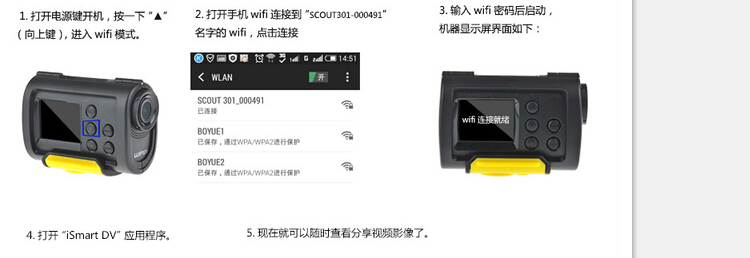 1. 打开电源键开机，按一下“▲”
（向上键），进入 wifi 模式。
2. 打开手机 wifi 连接到“SCOUT301-000491”
名字的 wifi，点击连接
14:51
WLAN
开
SCOUT 301_000491
已连接
BOYUE1
已保存，通过WPA/WPA2进行保护
BOYUE2
已保存，通过WPA/WPA2进行保护
3. 输入 wifi 密码后启动，
机器显示屏界面如下：
wifi 连接就绪
4. 打开“iSmart DV”应用程序。
5. 现在就可以随时查看分享视频影像了。